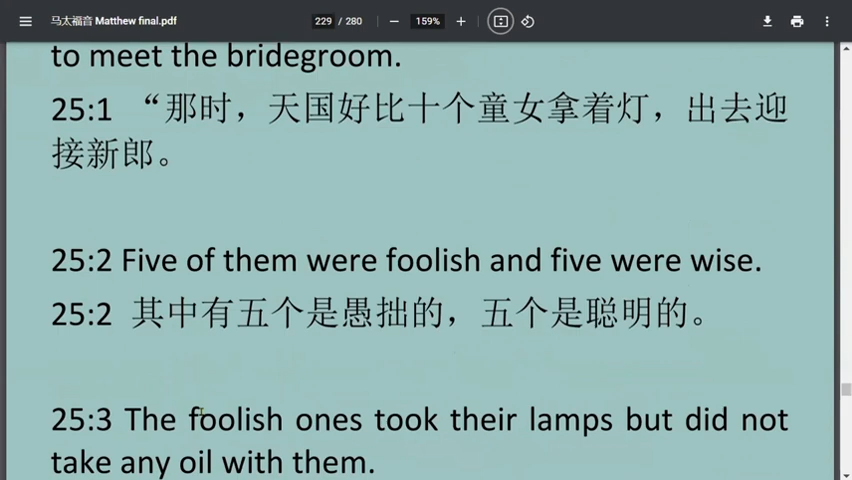 马太福音 Matthew final.pdf
229 / 280
159%
to meet the bridegroom.
25:1 “那时，天国好比十个童女拿着灯，出去迎
接新郎。
25:2 Five of them were foolish and five were wise.
25:2 其中有五个是愚拙的，五个是聪明的。
25:3 The foolish ones took their lamps but did not
take any oil with them.